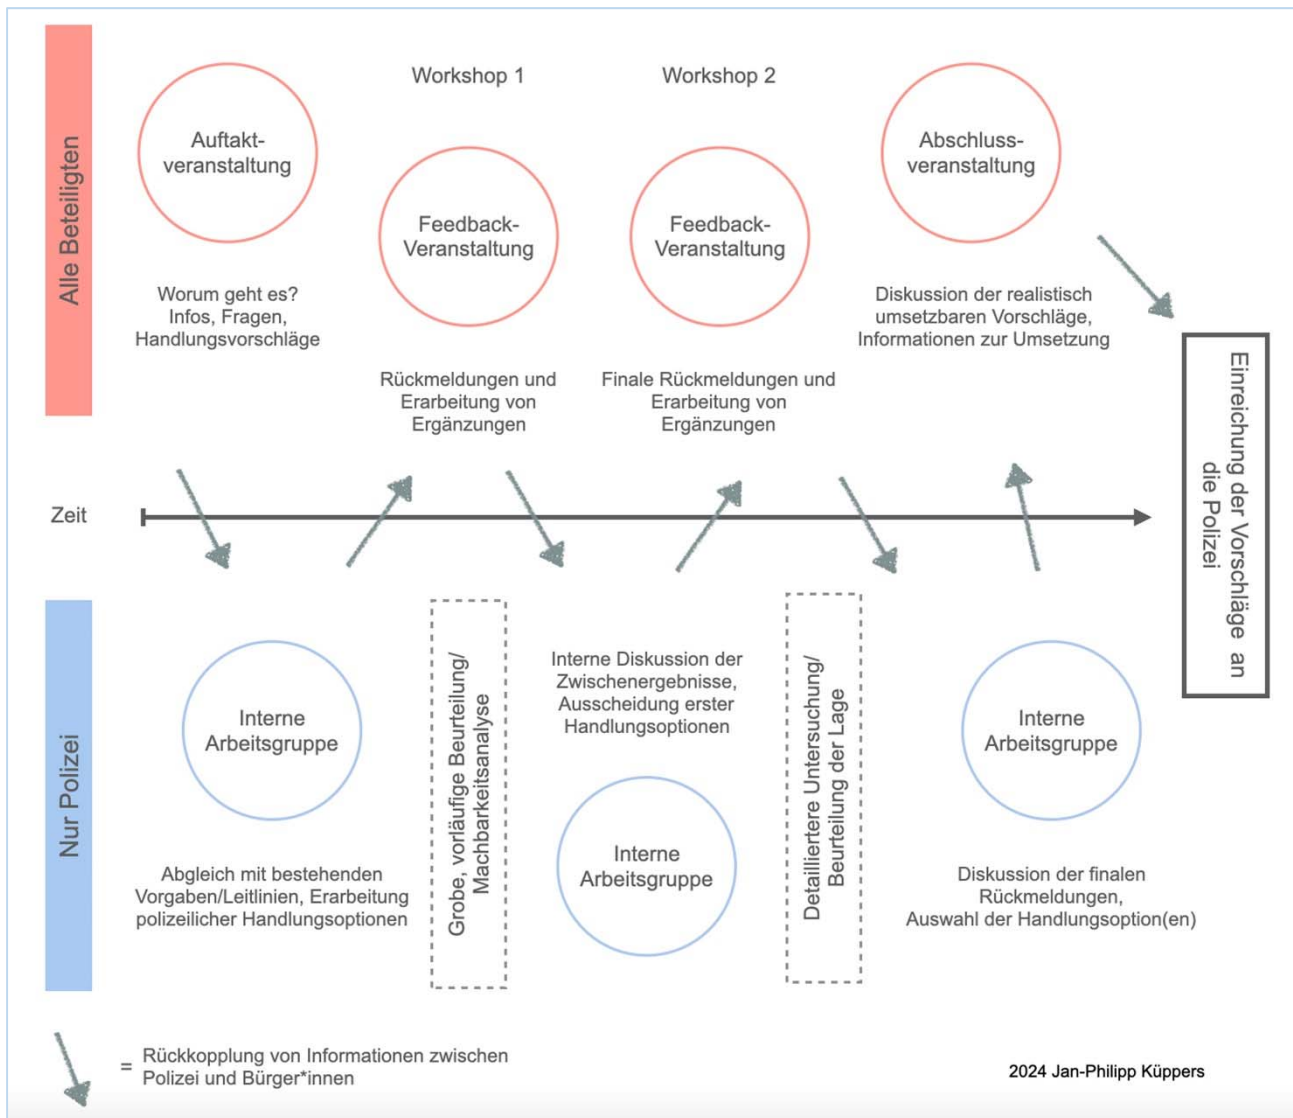 Alle Beteiligten
Auftakt-
veranstaltung
Worum geht es?
Infos, Fragen,
Handlungsvorschläge
Workshop 1
Feedback-
Veranstaltung
Rückmeldungen und
Erarbeitung von
Ergänzungen
Workshop 2
Feedback-
Veranstaltung
Finale Rückmeldungen und
Erarbeitung von
Ergänzungen
Abschluss-
veranstaltung
Diskussion der realistisch
umsetzbaren Vorschläge,
Informationen zur Umsetzung
Einreichung der Vorschläge an
die Polizei
Zeit
Nur Polizei
Interne
Arbeitsgruppe
Abgleich mit bestehenden
Vorgaben/Leitlinien, Erarbeitung
polizeilicher Handlungsoptionen
Grobe, vorläufige Beurteilung/
Machbarkeitsanalyse
Interne Diskussion der
Zwischenergebnisse,
Ausscheidung erster
Handlungsoptionen
Interne
Arbeitsgruppe
Detailliertere Untersuchung/
Beurteilung der Lage
Interne
Arbeitsgruppe
Diskussion der finalen
Rückmeldungen,
Auswahl der Handlungsoption(en)
= Rückkopplung von Informationen zwischen
Polizei und Bürger*innen
2024 Jan-Philipp Küppers